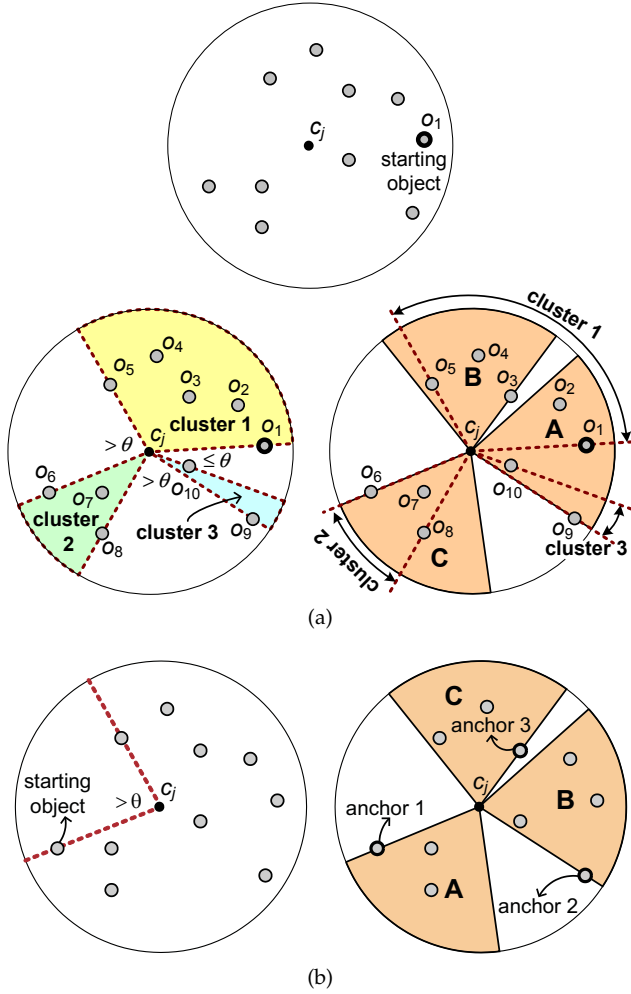 c_j
o_1
starting
object
o_5
o_4
o_3
o_2
cluster 1
o_1
> θ
c_j
≤ θ
o_6
> θ
o_10
o_7
cluster
2
cluster 3
o_8
o_9
cluster 1
o_5
o_4
B
o_3
o_2
A
o_1
c_j
o_6
o_10
o_7
o_8
o_9
C
cluster 2
cluster 3
(a)
starting
object
> θ
c_j
C
anchor 3
c_j
anchor 1
B
A
anchor 2
(b)